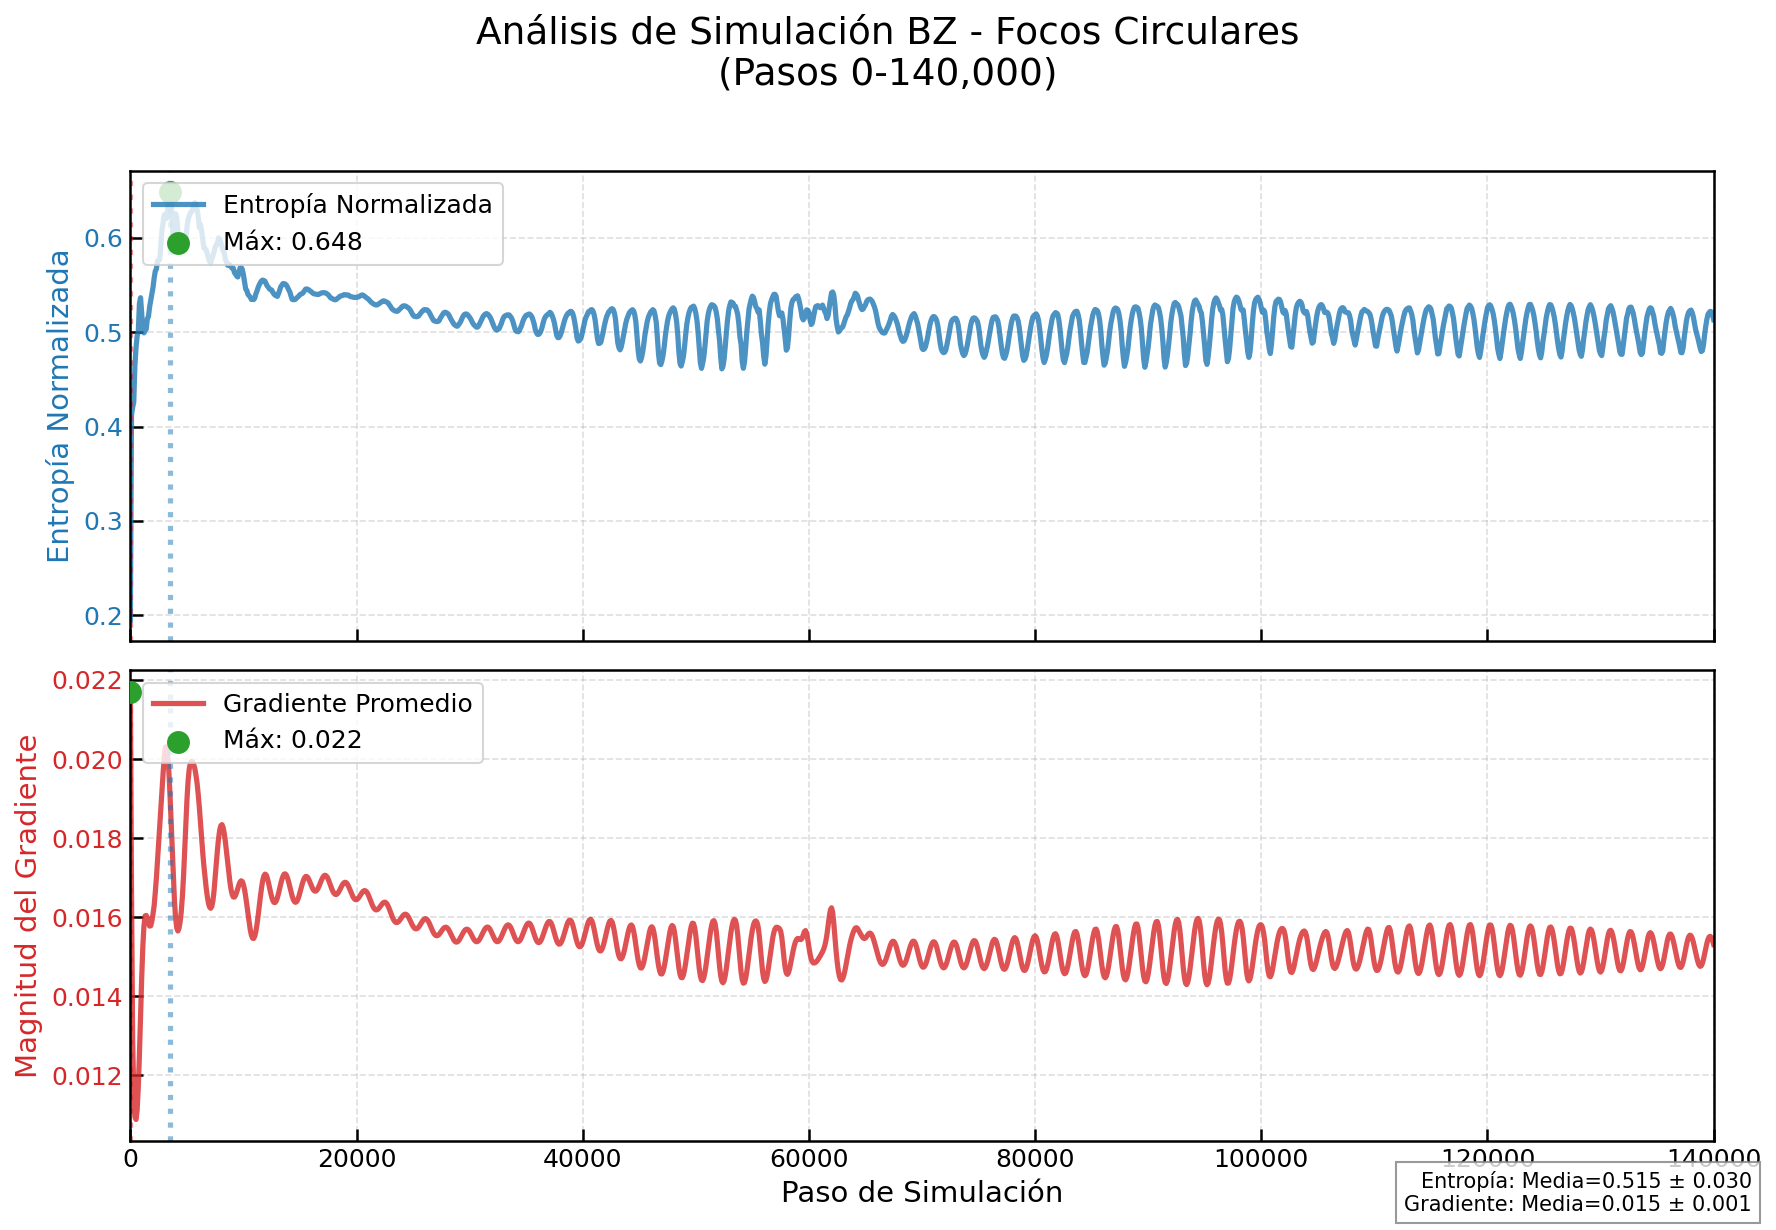 Análisis de Simulación BZ - Focos Circulares
(Pasos 0-140,000)
Entropía Normalizada
Máx: 0.648
Entropía Normalizada
0.6
0.5
0.4
0.3
0.2
Gradiente Promedio
Máx: 0.022
Magnitud del Gradiente
0.022
0.020
0.018
0.016
0.014
0.012
0 20000 40000 60000 80000 100000 120000 140000
Paso de Simulación
Entropía: Media=0.515 ± 0.030
Gradiente: Media=0.015 ± 0.001